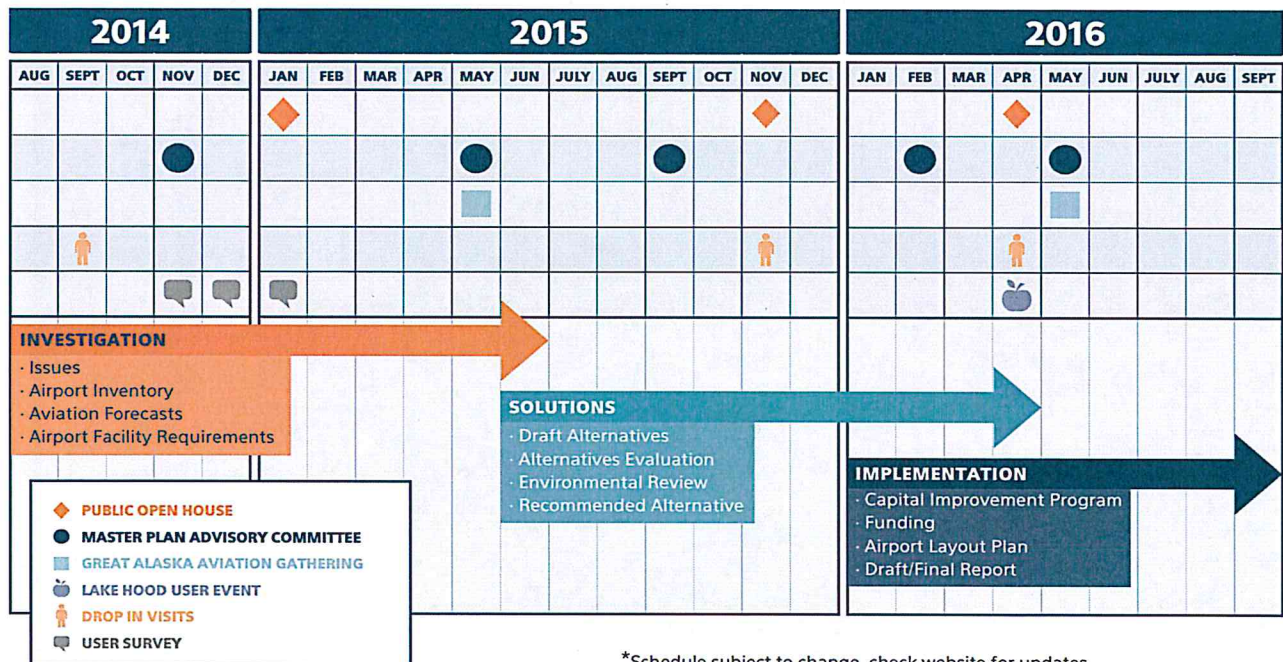 2014 2015 2016
AUG SEPT OCT NOV DEC JAN FEB MAR APR MAY JUN JULY AUG SEPT OCT NOV DEC JAN FEB MAR APR MAY JUN JULY AUG SEPT
INVESTIGATION
· Issues
· Airport Inventory
· Aviation Forecasts
· Airport Facility Requirements
SOLUTIONS
· Draft Alternatives
· Alternatives Evaluation
· Environmental Review
· Recommended Alternative
IMPLEMENTATION
· Capital Improvement Program
· Funding
· Airport Layout Plan
· Draft/Final Report
PUBLIC OPEN HOUSE
MASTER PLAN ADVISORY COMMITTEE
GREAT ALASKA AVIATION GATHERING
LAKE HOOD USER EVENT
DROP IN VISITS
USER SURVEY
*Schedule subject to change, check website for updates